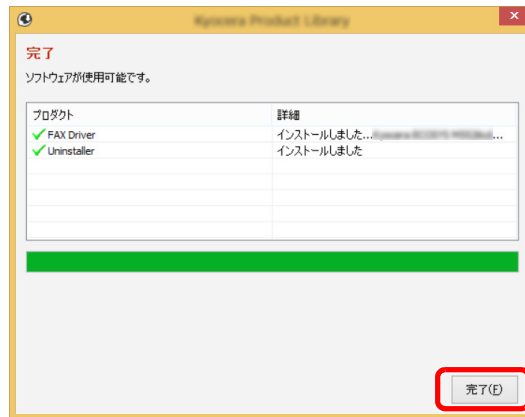 Kyocera Product Library
完了
ソフトウェアが使用可能です。
プロダクト 詳細
FAX Driver インストールしました...
Uninstaller インストールしました
完了(F)